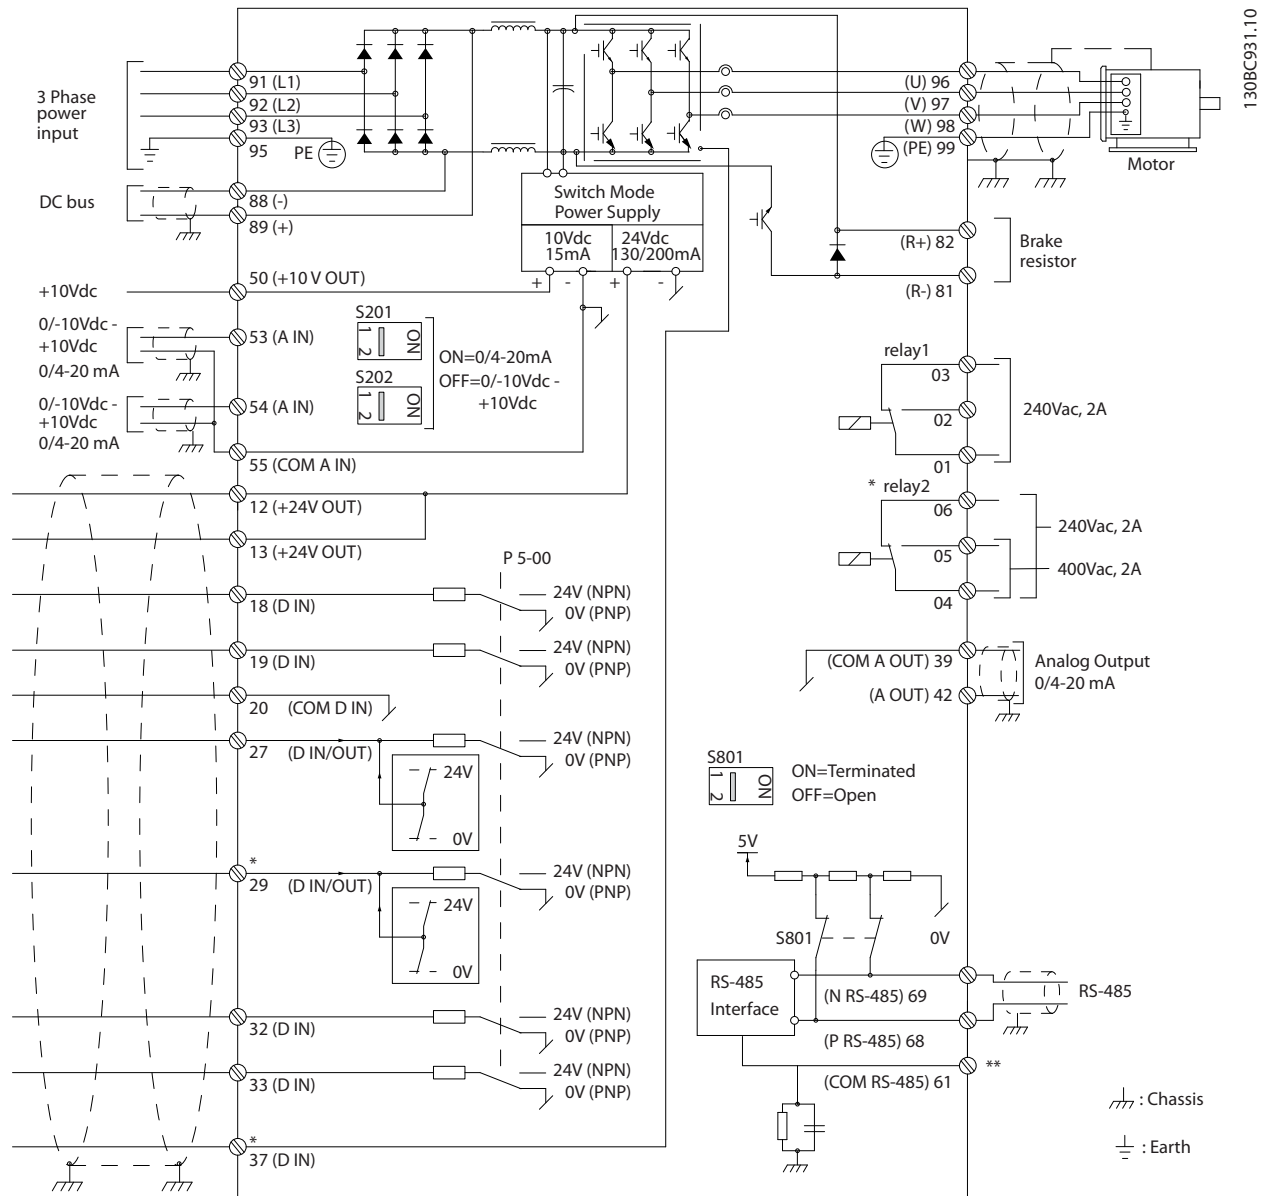 130BC931.10
3 Phase
power
input
91 (L1)
92 (L2)
93 (L3)
95
PE
DC bus
88 (-)
89 (+)
+10Vdc
50 (+10 V OUT)
0/-10Vdc -
+10Vdc
0/4-20 mA
53 (A IN)
0/-10Vdc -
+10Vdc
0/4-20 mA
54 (A IN)
55 (COM A IN)
12 (+24V OUT)
13 (+24V OUT)
18 (D IN)
19 (D IN)
20 (COM D IN)
27 (D IN/OUT)
24V
0V
*
29 (D IN/OUT)
24V
0V
32 (D IN)
33 (D IN)
*
37 (D IN)
S201
1 2 ON
S202
1 2 ON
ON=0/4-20mA
OFF=0/-10Vdc -
+10Vdc
P 5-00
24V (NPN)
0V (PNP)
24V (NPN)
0V (PNP)
24V (NPN)
0V (PNP)
24V (NPN)
0V (PNP)
24V (NPN)
0V (PNP)
24V (NPN)
0V (PNP)
Switch Mode
Power Supply
10Vdc
15mA
24Vdc
130/200mA
+ - + -
(U) 96
(V) 97
(W) 98
(PE) 99
Motor
(R+) 82
(R-) 81
Brake
resistor
relay1
03
02
01
240Vac, 2A
* relay2
06
05
04
240Vac, 2A
400Vac, 2A
(COM A OUT) 39
(A OUT) 42
Analog Output
0/4-20 mA
S801
1 2 ON
ON=Terminated
OFF=Open
5V
S801
0V
RS-485
Interface
(N RS-485) 69
(P RS-485) 68
(COM RS-485) 61
RS-485
**
: Chassis
: Earth